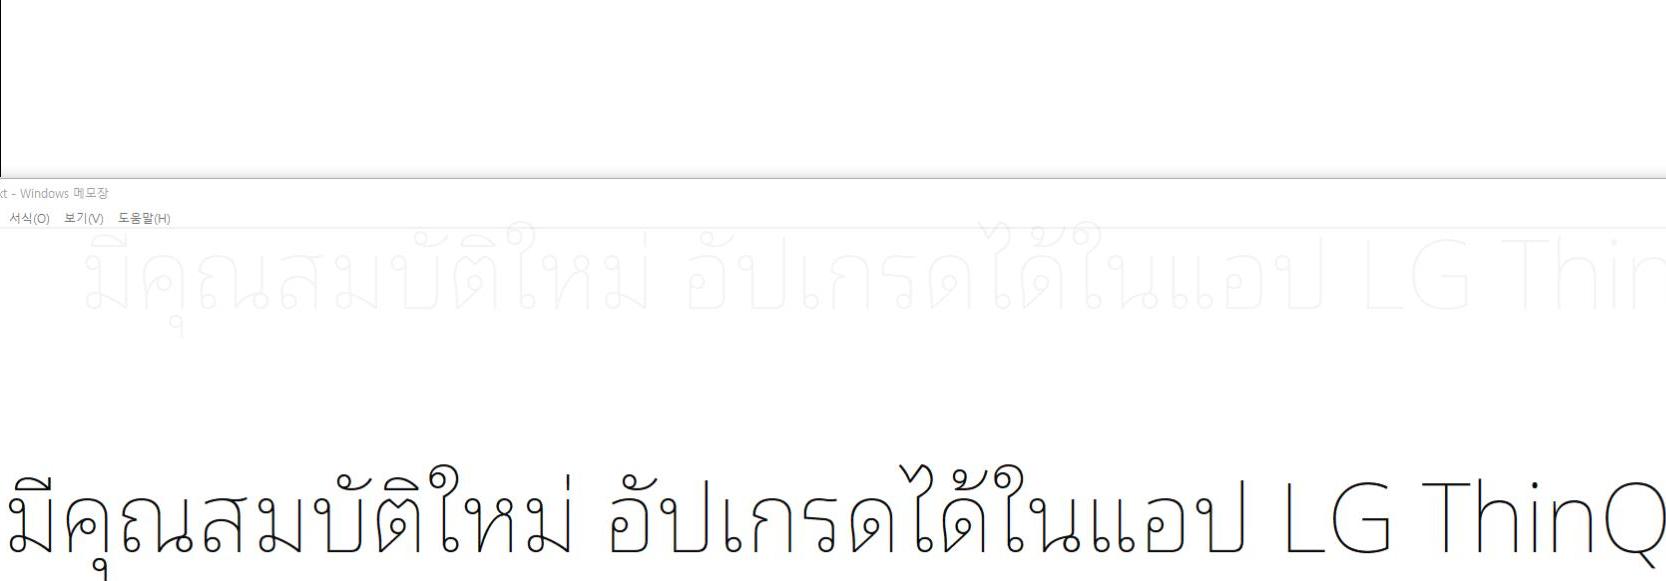 xt - Windows 메모장
서식(O) 보기(V) 도움말(H)
มีคุณสมบัติใหม่ อัปเกรดได้ในแอป LG Thin
มีคุณสมบัติใหม่ อัปเกรดได้ในแอป LG ThinQ